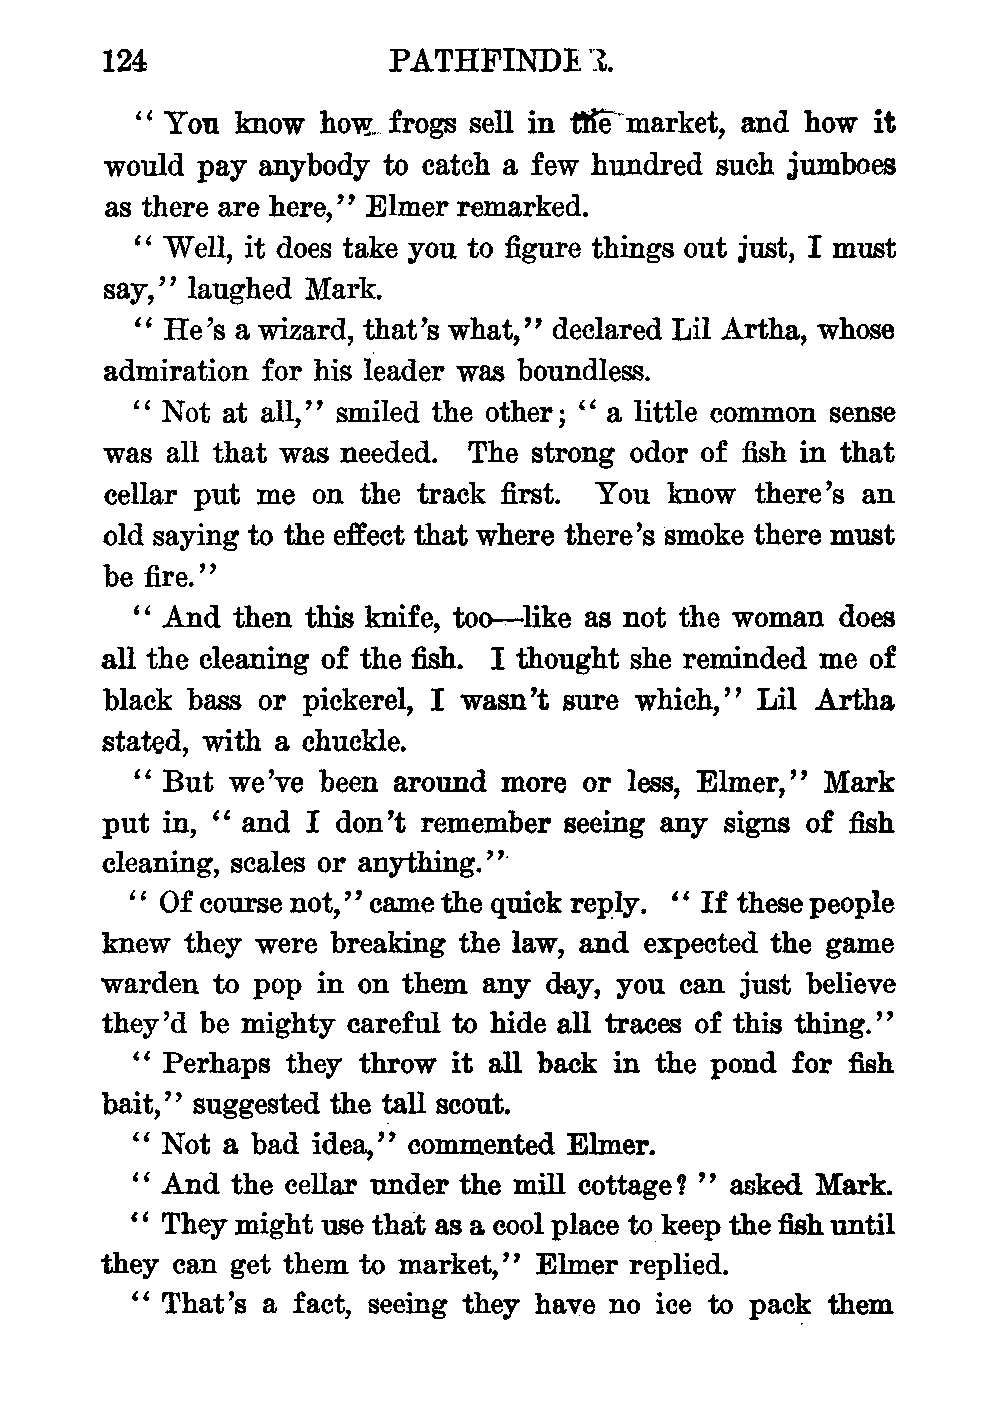 124 PATHFINDER.
“ You know how frogs sell in the market, and how it
would pay anybody to catch a few hundred such jumboes
as there are here,” Elmer remarked.
“ Well, it does take you to figure things out just, I must
say,” laughed Mark.
“ He’s a wizard, that’s what,” declared Lil Artha, whose
admiration for his leader was boundless.
“ Not at all,” smiled the other; “ a little common sense
was all that was needed. The strong odor of fish in that
cellar put me on the track first. You know there’s an
old saying to the effect that where there’s smoke there must
be fire.”
“ And then this knife, too—like as not the woman does
all the cleaning of the fish. I thought she reminded me of
black bass or pickerel, I wasn’t sure which,” Lil Artha
stated, with a chuckle.
“ But we’ve been around more or less, Elmer,” Mark
put in, “ and I don’t remember seeing any signs of fish
cleaning, scales or anything.”
“ Of course not,” came the quick reply. “ If these people
knew they were breaking the law, and expected the game
warden to pop in on them any day, you can just believe
they’d be mighty careful to hide all traces of this thing.”
“ Perhaps they throw it all back in the pond for fish
bait,” suggested the tall scout.
“ Not a bad idea,” commented Elmer.
“ And the cellar under the mill cottage? ” asked Mark.
“ They might use that as a cool place to keep the fish until
they can get them to market,” Elmer replied.
“ That’s a fact, seeing they have no ice to pack them